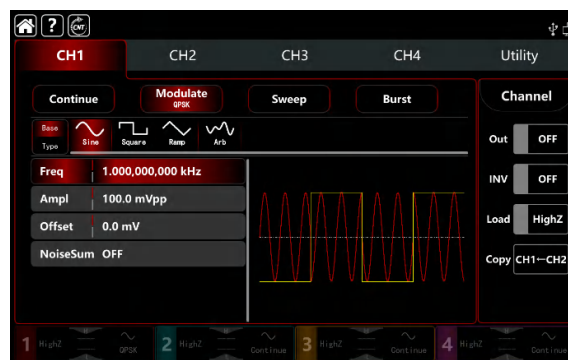 ? CNT
CH1 CH2 CH3 CH4 Utility
Continue Modulate Sweep Burst Channel
QPSK
Base
Type Sine Square Ramp Arb
Out OFF
Freq 1.000,000,000 kHz
INV OFF
Ampl 100.0 mVpp
Offset 0.0 mV
Load HighZ
NoiseSum OFF
Copy CH1←CH2
1 HighZ QPSK 2 HighZ Continue 3 HighZ Continue 4 HighZ Continue